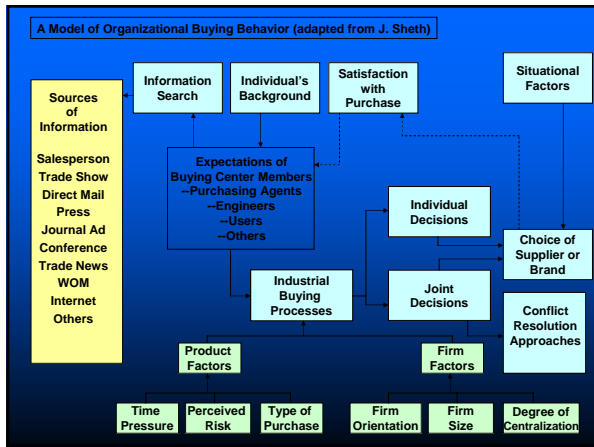 A Model of Organizational Buying Behavior (adapted from J. Sheth)
Sources
of
Information
Salesperson
Trade Show
Direct Mail
Press
Journal Ad
Conference
Trade News
WOM
Internet
Others
Information
Search
Individual's
Background
Satisfaction
with
Purchase
Situational
Factors
Expectations of
Buying Center Members
--Purchasing Agents
--Engineers
--Users
--Others
Individual
Decisions
Choice of
Supplier or
Brand
Industrial
Buying
Processes
Joint
Decisions
Conflict
Resolution
Approaches
Product
Factors
Firm
Factors
Time
Pressure
Perceived
Risk
Type of
Purchase
Firm
Orientation
Firm
Size
Degree of
Centralization